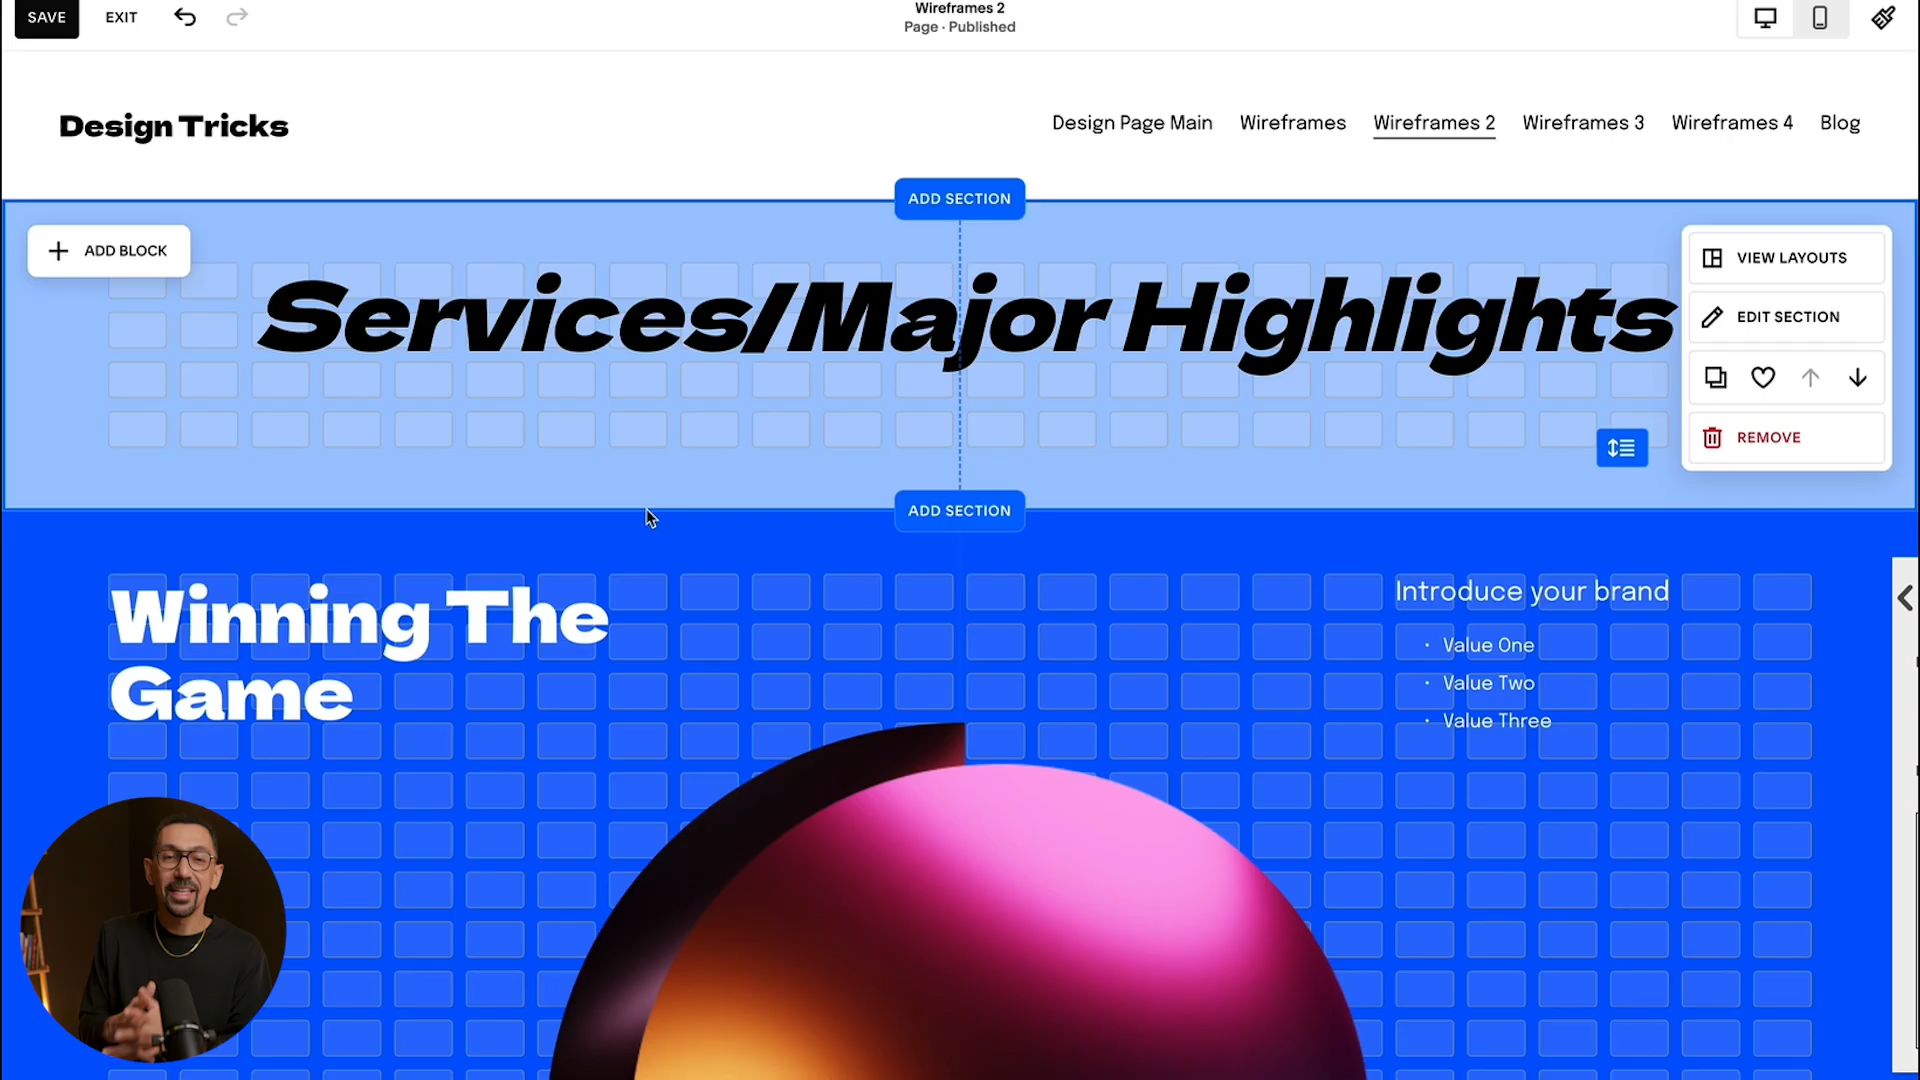 SAVE
EXIT
Wireframes 2
Page · Published
Design Tricks
Design Page Main
Wireframes
Wireframes 2
Wireframes 3
Wireframes 4
Blog
ADD SECTION
ADD BLOCK
Services/Major Highlights
VIEW LAYOUTS
EDIT SECTION
REMOVE
ADD SECTION
Winning The
Game
Introduce your brand
· Value One
· Value Two
· Value Three